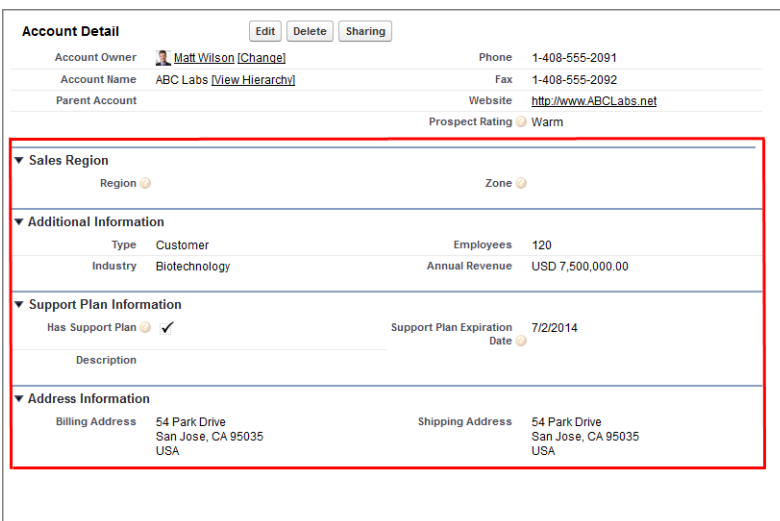 Account Detail Edit Delete Sharing
Account Owner Matt Wilson [Change] Phone 1-408-555-2091
Account Name ABC Labs [View Hierarchy] Fax 1-408-555-2092
Parent Account Website http://www.ABCLabs.net
Prospect Rating ? Warm
Sales Region
Region ? Zone ?
Additional Information
Type Customer Employees 120
Industry Biotechnology Annual Revenue USD 7,500,000.00
Support Plan Information
Has Support Plan ? ✓ Support Plan Expiration 7/2/2014
Date ?
Description
Address Information
Billing Address 54 Park Drive Shipping Address 54 Park Drive
San Jose, CA 95035 San Jose, CA 95035
USA USA